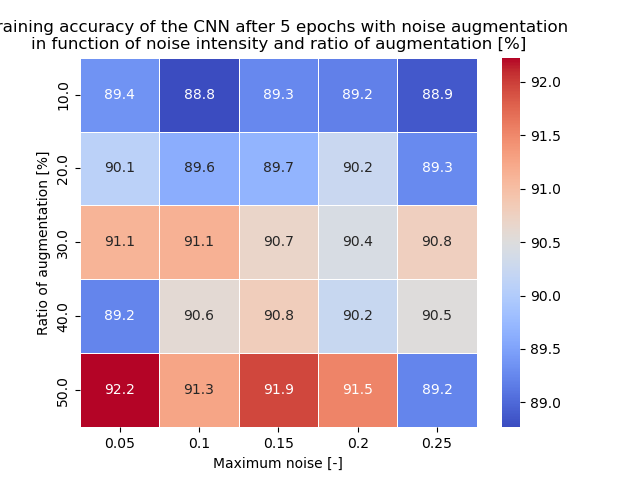 raining accuracy of the CNN after 5 epochs with noise augmentation
in function of noise intensity and ratio of augmentation [%]
Ratio of augmentation [%]
10.0 89.4 88.8 89.3 89.2 88.9
20.0 90.1 89.6 89.7 90.2 89.3
30.0 91.1 91.1 90.7 90.4 90.8
40.0 89.2 90.6 90.8 90.2 90.5
50.0 92.2 91.3 91.9 91.5 89.2
0.05 0.1 0.15 0.2 0.25
Maximum noise [-]
92.0
91.5
91.0
90.5
90.0
89.5
89.0